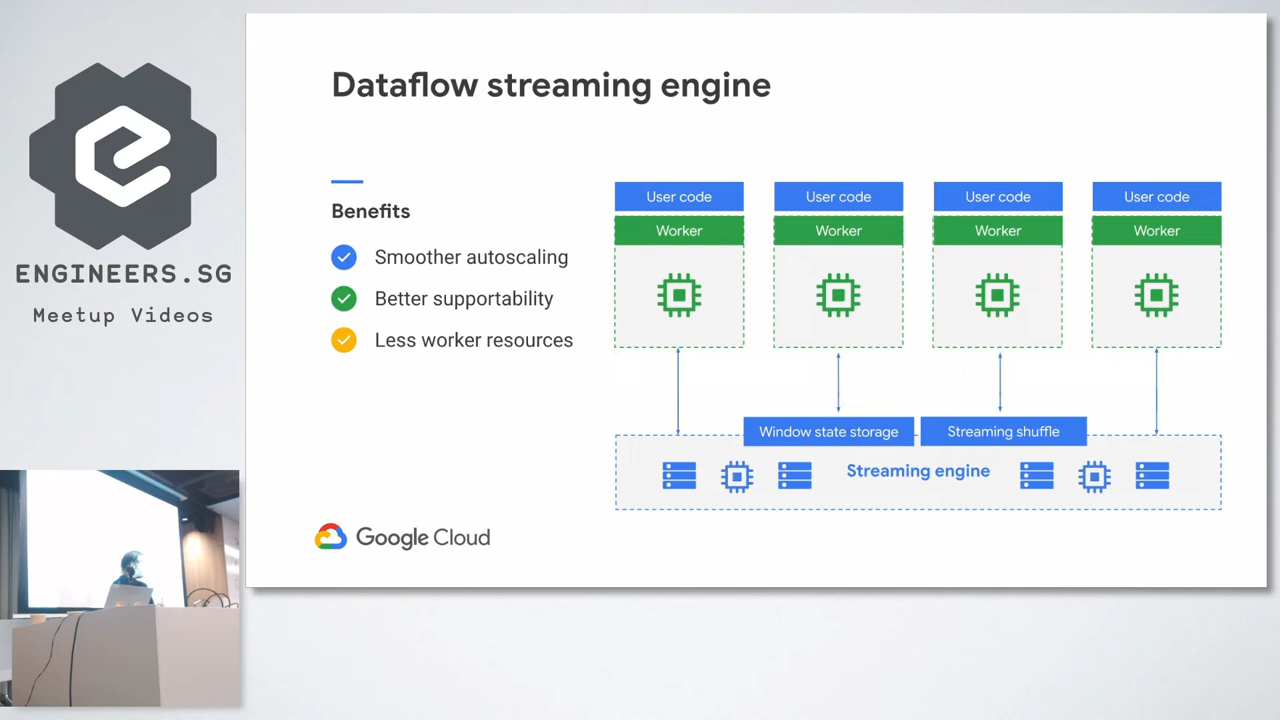 ENGINEERS.SG
Meetup Videos
Dataflow streaming engine
Benefits
Smoother autoscaling
Better supportability
Less worker resources
User code
User code
User code
User code
Worker
Worker
Worker
Worker
Window state storage
Streaming shuffle
Streaming engine
Google Cloud